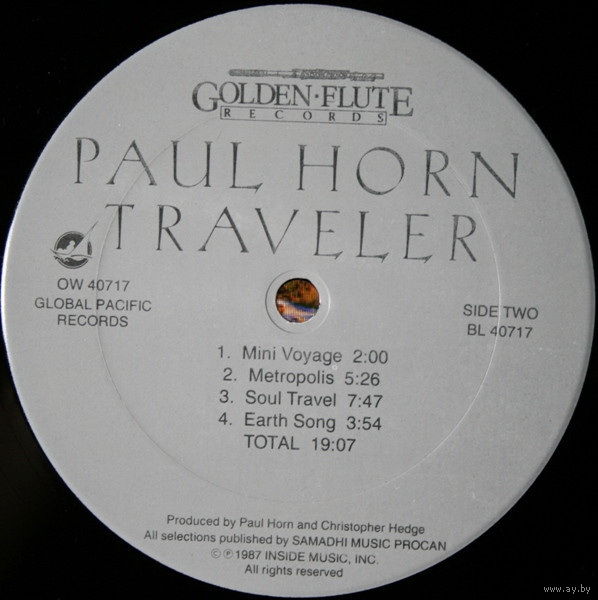 GOLDEN·FLUTE
RECORDS
PAUL HORN
TRAVELER
OW 40717
GLOBAL PACIFIC
RECORDS
SIDE TWO
BL 40717
1. Mini Voyage 2:00
2. Metropolis 5:26
3. Soul Travel 7:47
4. Earth Song 3:54
TOTAL 19:07
Produced by Paul Horn and Christopher Hedge
All selections published by SAMADHI MUSIC PROCAN
© ℗ 1987 INSIDE MUSIC, INC.
All rights reserved
www.ay.by